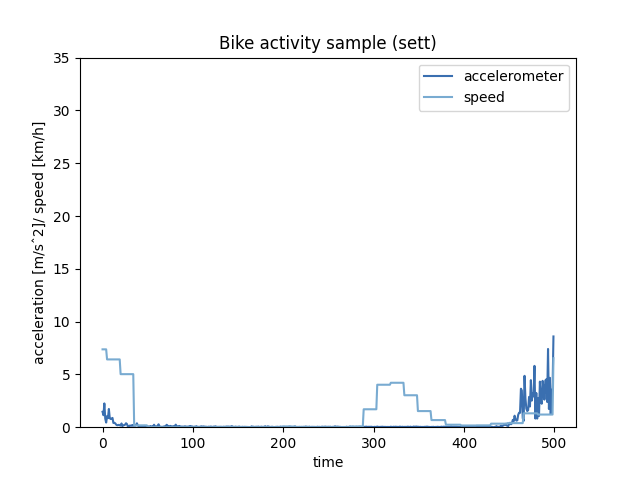 Bike activity sample (sett)
acceleration [m/sˆ2]/ speed [km/h]
35
30
25
20
15
10
5
0
accelerometer
speed
0 100 200 300 400 500
time